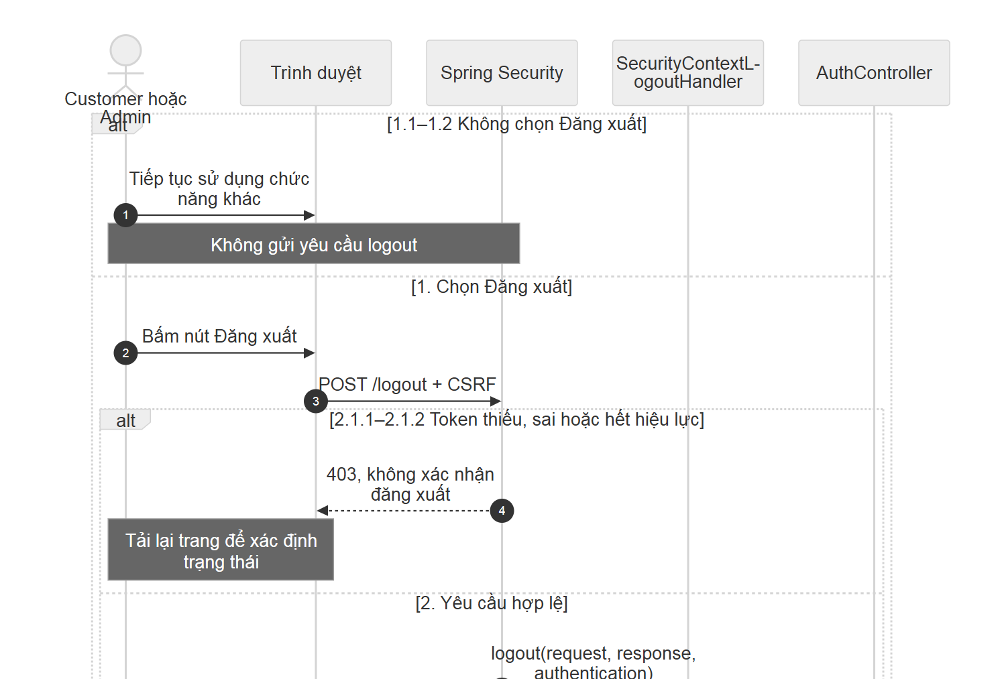 Customer hoặc
Admin
Trình duyệt
Spring Security
SecurityContextL-
ogoutHandler
AuthController
alt
[1.1–1.2 Không chọn Đăng xuất]
Tiếp tục sử dụng chức
năng khác
1
Không gửi yêu cầu logout
[1. Chọn Đăng xuất]
Bấm nút Đăng xuất
2
POST /logout + CSRF
3
alt
[2.1.1–2.1.2 Token thiếu, sai hoặc hết hiệu lực]
403, không xác nhận
đăng xuất
4
Tải lại trang để xác định
trạng thái
[2. Yêu cầu hợp lệ]
logout(request, response,
authentication)